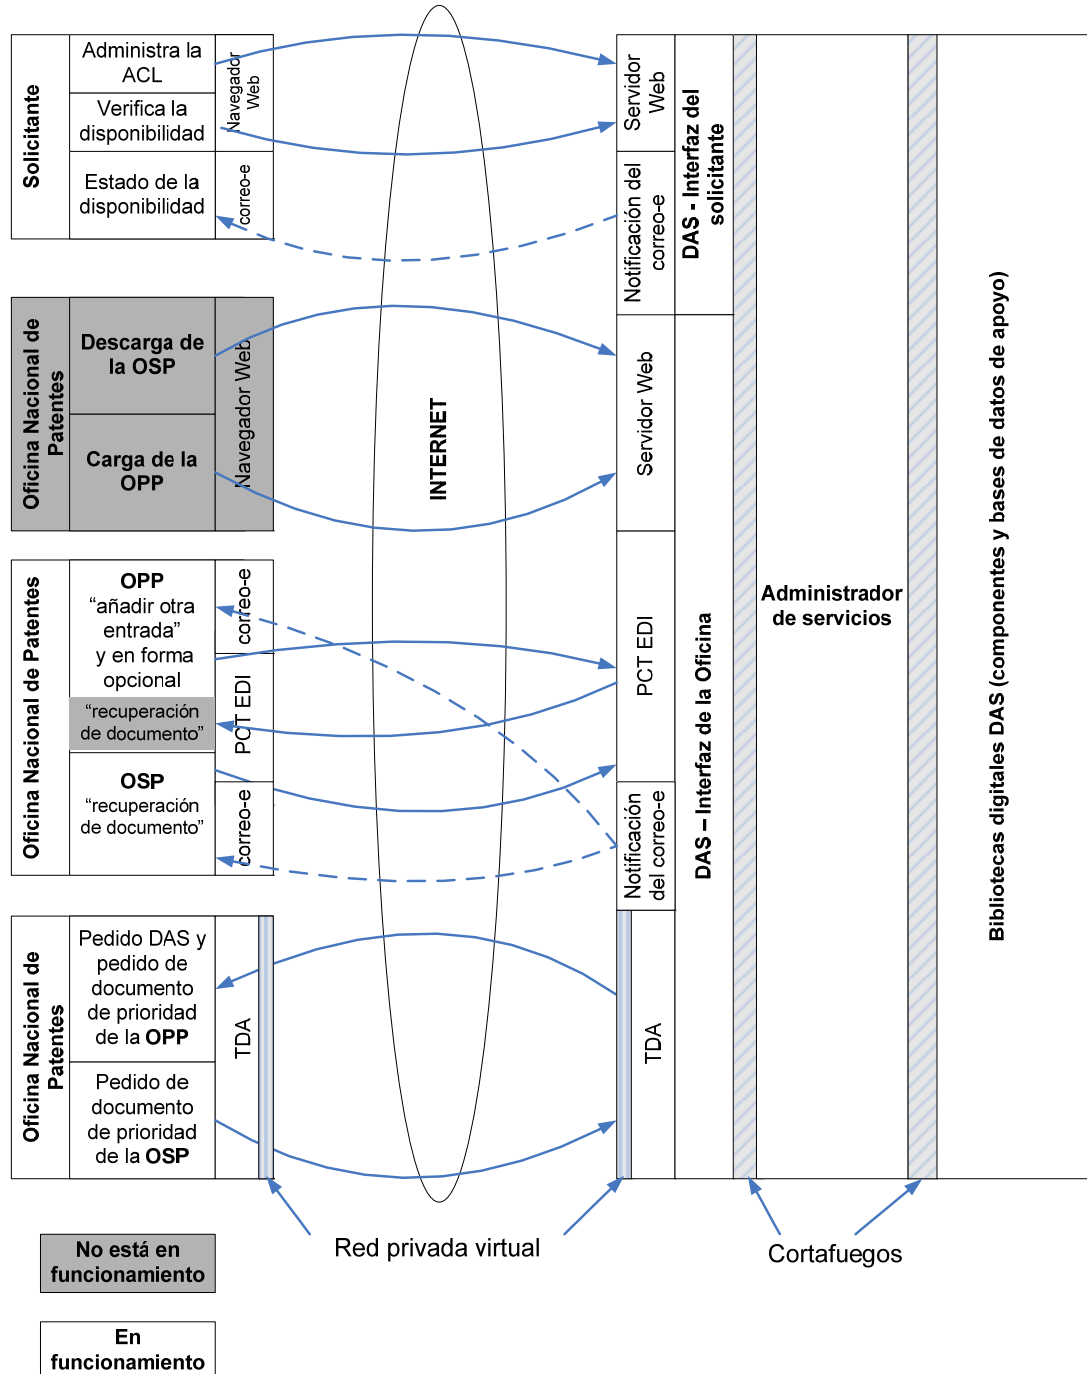 Solicitante
Administra la
ACL
Verifica la
disponibilidad
Estado de la
disponibilidad
Navegador
Web
correo-e
Servidor
Web
Notificación del
correo-e
DAS - Interfaz del
solicitante
Oficina Nacional de
Patentes
Descarga de
la OSP
Carga de la
OPP
Navegador Web
INTERNET
Servidor Web
Oficina Nacional de Patentes
OPP
“añadir otra
entrada”
y en forma
opcional
“recuperación
de documento”
OSP
“recuperación
de documento”
correo-e
PCT EDI
correo-e
PCT EDI
Notificación
del correo-e
DAS – Interfaz de la Oficina
Administrador
de servicios
Bibliotecas digitales DAS (componentes y bases de datos de apoyo)
Oficina Nacional de
Patentes
Pedido DAS y
pedido de
documento
de prioridad
de la OPP
Pedido de
documento
de prioridad
de la OSP
TDA
TDA
Red privada virtual
Cortafuegos
No está en
funcionamiento
En
funcionamiento